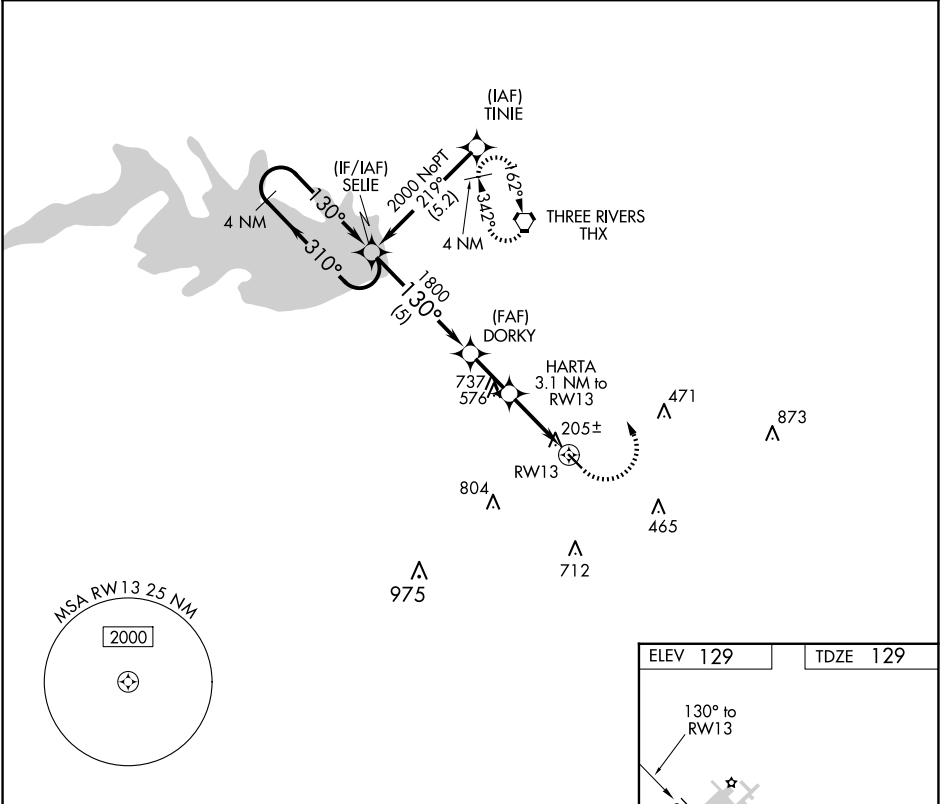 (IAF)
TINIE
(IF/IAF)
SELIE
2000 NoPT
219°
(5.2)
162°
342°
4 NM
THREE RIVERS
THX
4 NM
130°
310°
1800
130°
(5)
(FAF)
DORKY
HARTA
3.1 NM to
RW13
737
576
205±
RW13
471
873
804
465
712
975
MSA RW13 25 NM
2000
ELEV 129
TDZE 129
130° to
RW13